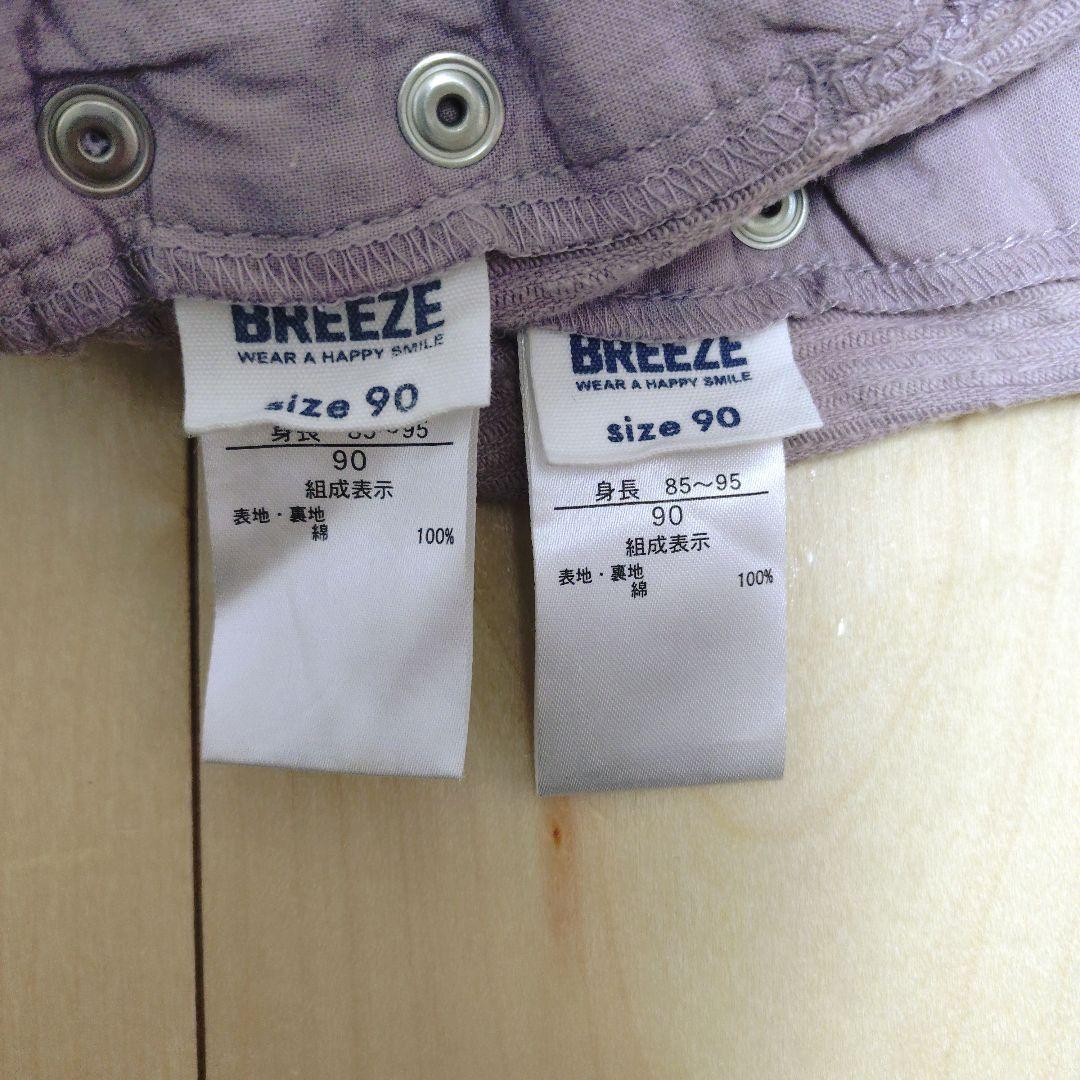 BREEZE
WEAR A HAPPY SMILE
size 90
身長 85~95
90
組成表示
表地・裏地
綿 100%
BREEZE
WEAR A HAPPY SMILE
size 90
身長 85～95
90
組成表示
表地・裏地
綿 100%